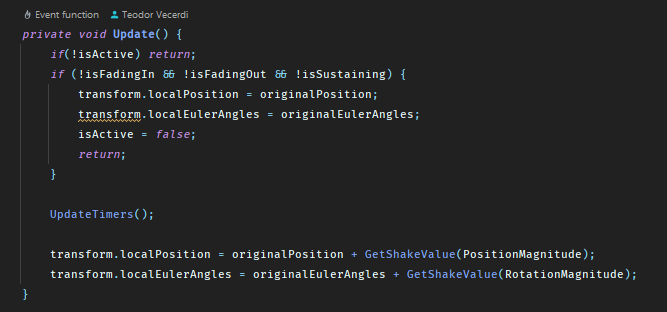 Event function Teodor Vecerdi
private void Update() {
if(!isActive) return;
if (!isFadingIn && !isFadingOut && !isSustaining) {
transform.localPosition = originalPosition;
transform.localEulerAngles = originalEulerAngles;
isActive = false;
return;
}
UpdateTimers();
transform.localPosition = originalPosition + GetShakeValue(PositionMagnitude);
transform.localEulerAngles = originalEulerAngles + GetShakeValue(RotationMagnitude);
}